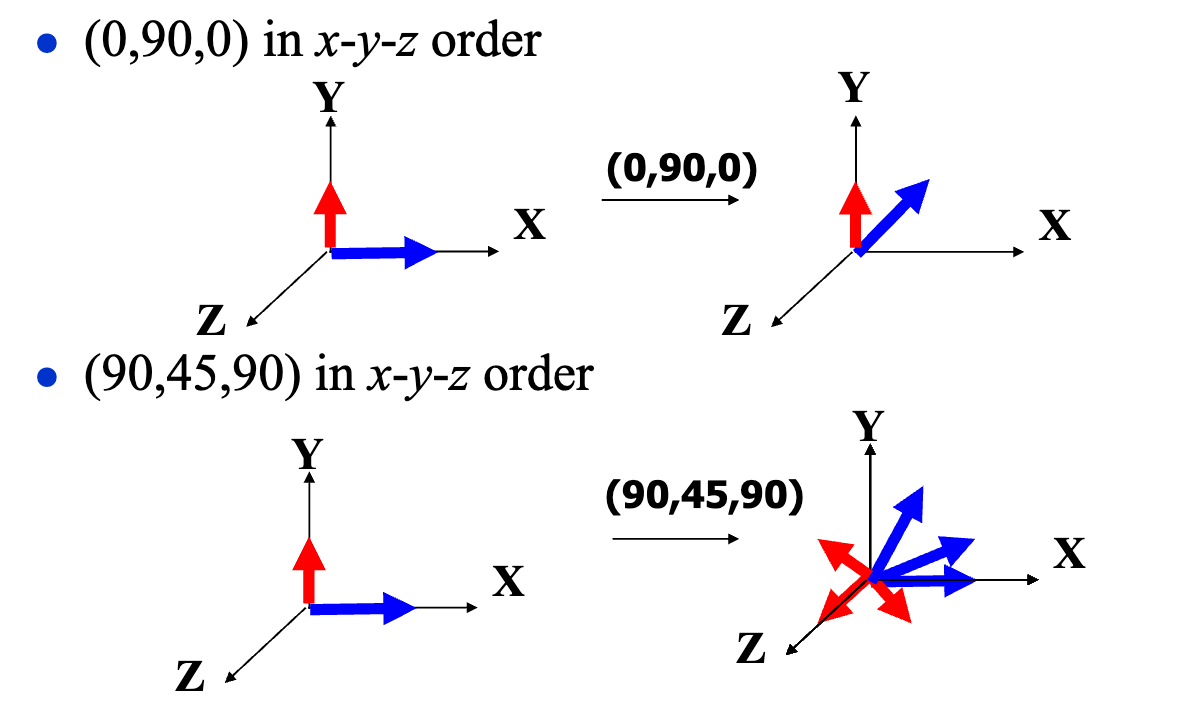 (0,90,0) in x-y-z order
Y
X
Z
(0,90,0)
Y
X
Z
(90,45,90) in x-y-z order
Y
X
Z
(90,45,90)
Y
X
Z